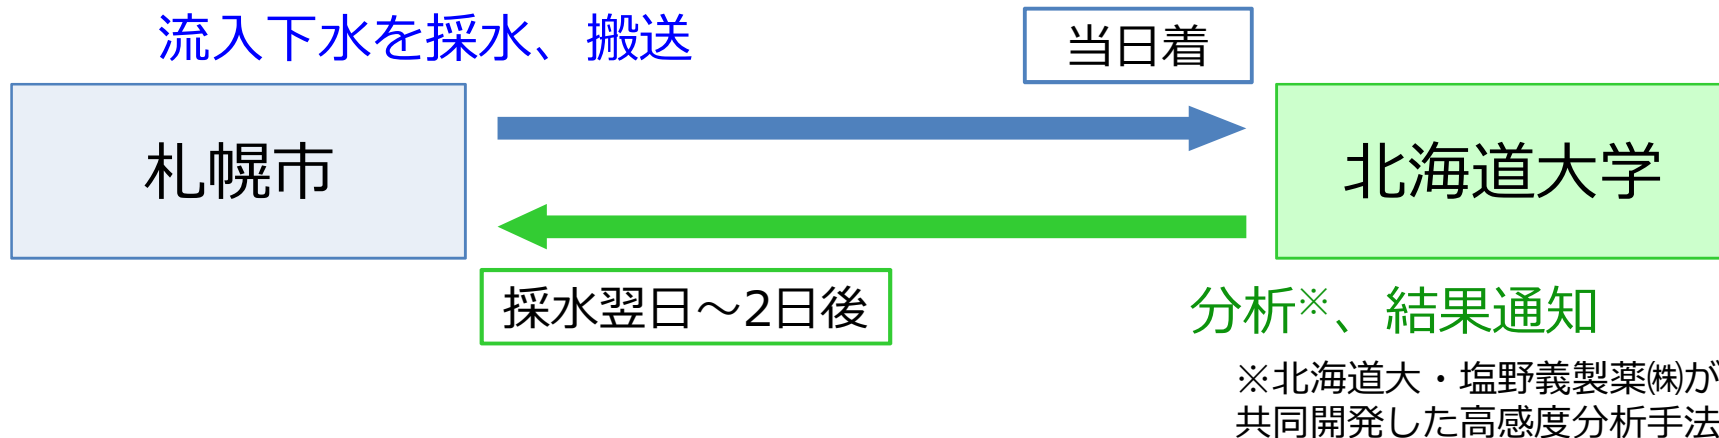 流入下水を採水、搬送
当日着
札幌市
北海道大学
採水翌日～2日後
分析※、結果通知
※北海道大・塩野義製薬㈱が
共同開発した高感度分析手法